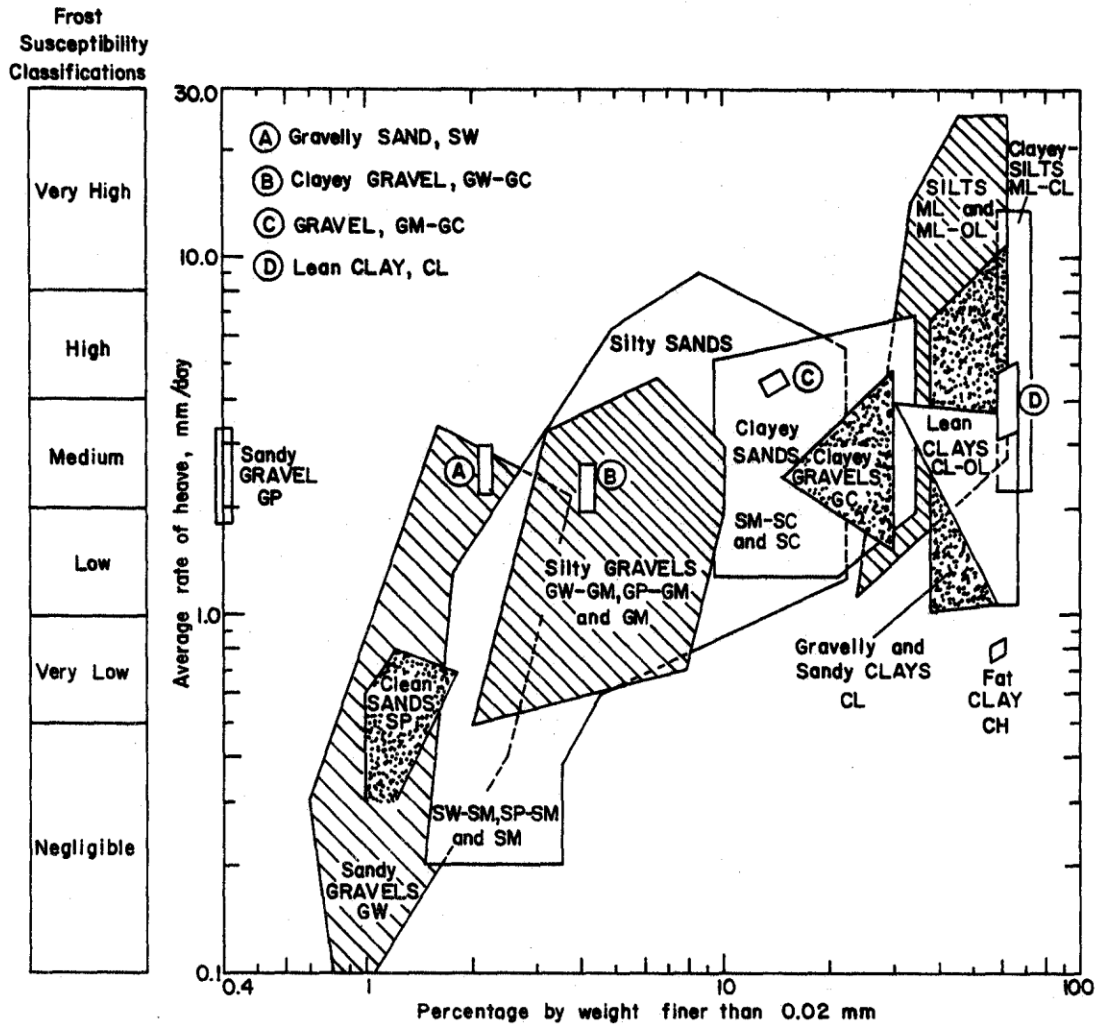 Frost
Susceptibility
Classifications
Very High
High
Medium
Low
Very Low
Negligible
Average rate of heave, mm/day
30.0
10.0
1.0
0.1
A Gravelly SAND, SW
B Clayey GRAVEL, GW-GC
C GRAVEL, GM-GC
D Lean CLAY, CL
Clayey-
SILTS
ML-CL
SILTS
ML and
ML-OL
Silty SANDS
C
D
Sandy
GRAVEL
GP
A
B
Clayey
SANDS
SM-SC
and SC
Clayey
GRAVELS
GC
Lean
CLAYS
CL-OL
Silty GRAVELS
GW-GM, GP-GM
and GM
Clean
SANDS
SP
Gravelly and
Sandy CLAYS
CL
Fat
CLAY
CH
SW-SM, SP-SM
and SM
Sandy
GRAVELS
GW
0.4
1
10
100
Percentage by weight finer than 0.02 mm